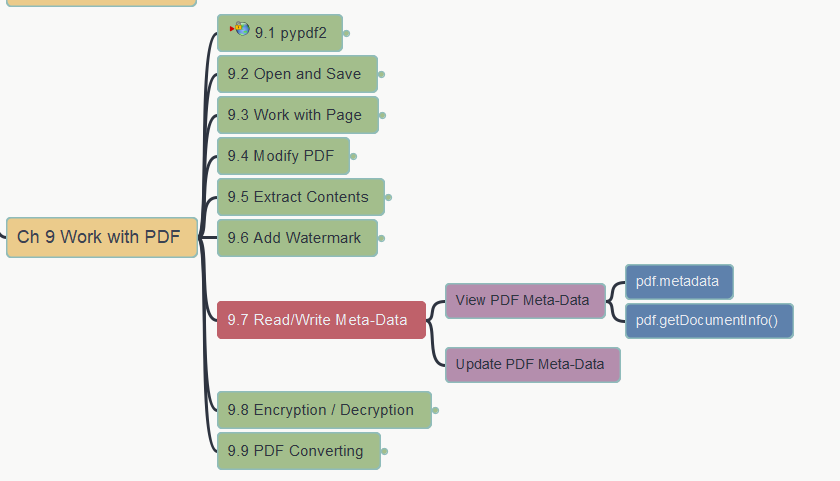 9.1 pypdf2
9.2 Open and Save
9.3 Work with Page
9.4 Modify PDF
9.5 Extract Contents
Ch 9 Work with PDF
9.6 Add Watermark
9.7 Read/Write Meta-Data
View PDF Meta-Data
pdf.metadata
pdf.getDocumentInfo()
Update PDF Meta-Data
9.8 Encryption / Decryption
9.9 PDF Converting